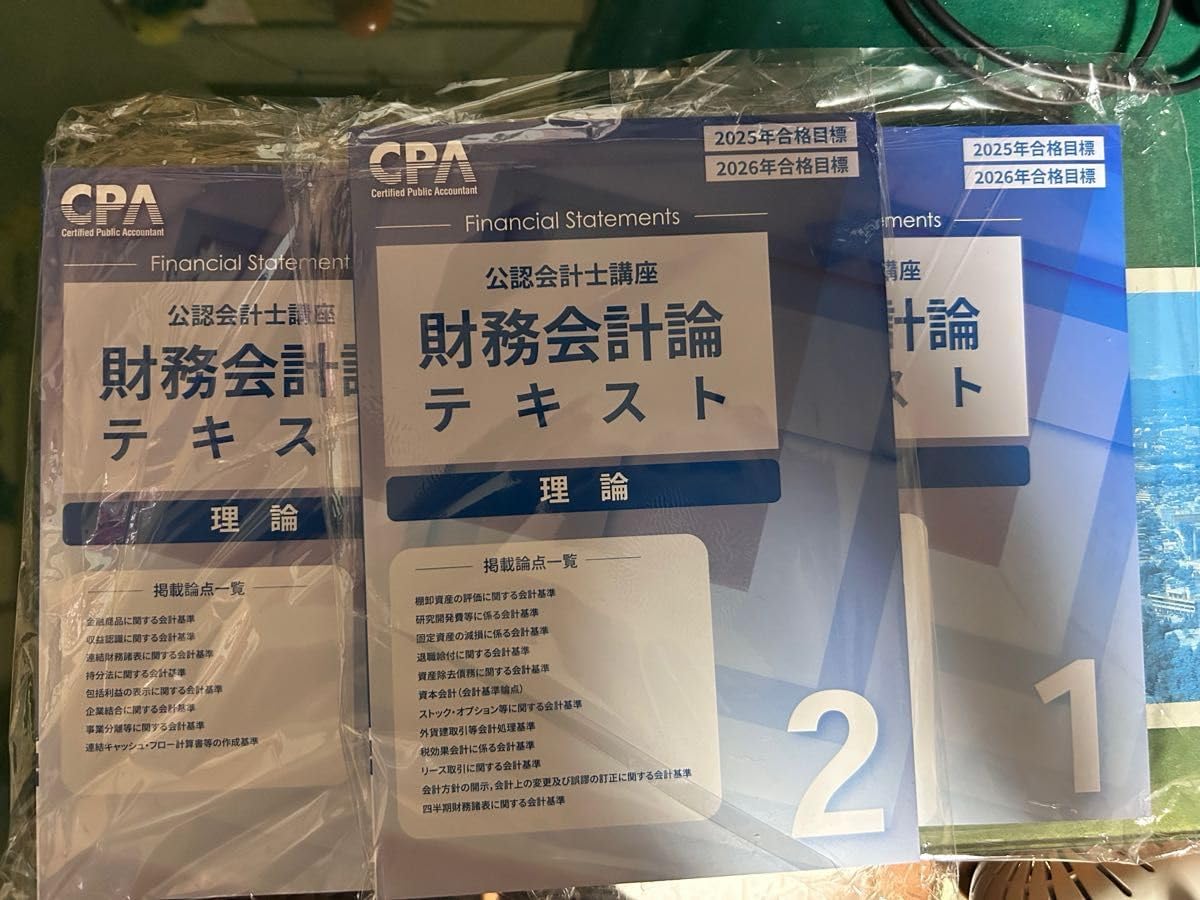 CPA
Certified Public Accountant
Financial Statement
公認会計士講座
財務会計
テキス
理論
掲載論点一覧
金融商品に関する会計基準
収益認識に関する会計基準
連結財務諸表に関する会計基準
持分法に関する会計基準
包括利益の表示に関する会計基準
企業結合に関する会計基準
事業分離等に関する会計基準
連結キャッシュ・フロー計算書等の作成基準
CPA
Certified Public Accountant
2025年合格目標
2026年合格目標
Financial Statements
公認会計士講座
財務会計論
テキスト
理論
掲載論点一覧
棚卸資産の評価に関する会計基準
研究開発費等に係る会計基準
固定資産の減損に係る会計基準
退職給付に関する会計基準
資産除去債務に関する会計基準
資本会計(会計基準論点)
ストック・オプション等に関する会計基準
外貨建取引等会計処理基準
税効果会計に係る会計基準
リース取引に関する会計基準
会計方針の開示,会計上の変更及び誤謬の訂正に関する会計基準
四半期財務諸表に関する会計基準
2
2025年合格目標
2026年合格目標
ements
講座
計論
スト
1